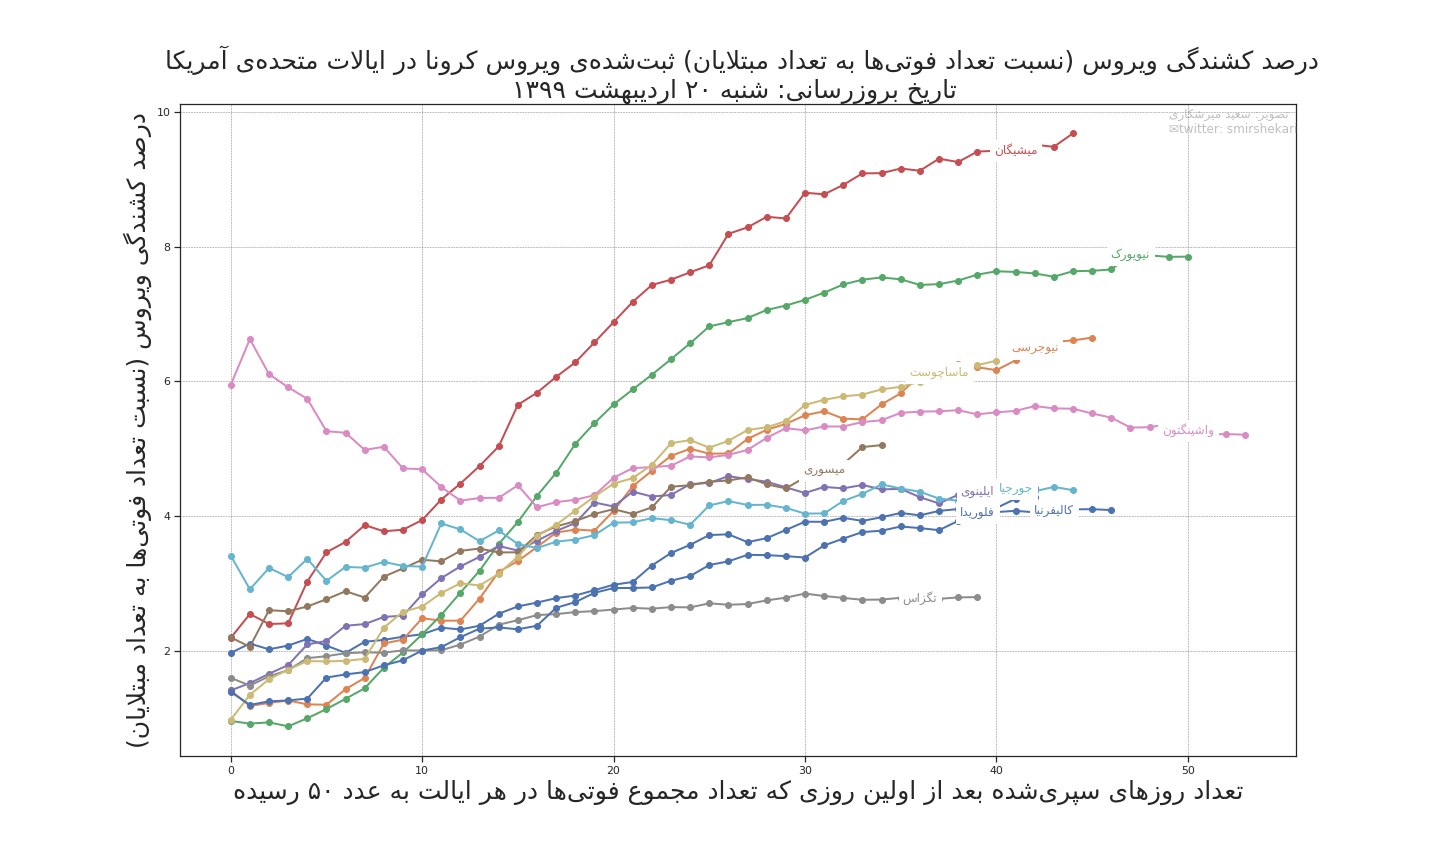 درصد کشندگی ویروس (نسبت تعداد فوتی‌ها به تعداد مبتلایان) ثبت‌شده‌ی ویروس کرونا در ایالات متحده‌ی آمریکا
تاریخ بروزرسانی: شنبه ۲۰ اردیبهشت ۱۳۹۹
تصویر: سعید میرشکاری
✉twitter: smirshekari
درصد کشندگی ویروس (نسبت تعداد فوتی‌ها به تعداد مبتلایان)
10
8
6
4
2
میشیگان
نیویورک
نیوجرسی
ماساچوست
واشینگتون
میسوری
ایلینوی
جورجیا
فلوریدا
کالیفرنیا
تگزاس
0
10
20
30
40
50
تعداد روزهای سپری‌شده بعد از اولین روزی که تعداد مجموع فوتی‌ها در هر ایالت به عدد ۵۰ رسیده